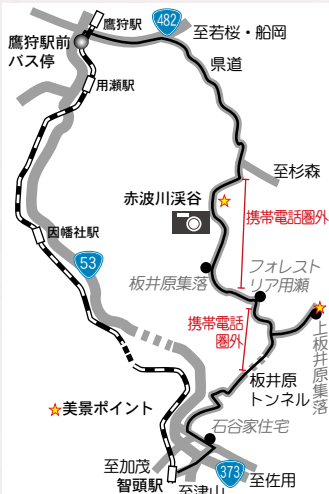 鷹狩駅
482
至若桜・船岡
鷹狩駅前
バス停
県道
用瀬駅
至杉森
赤波川渓谷
携帯電話圏外
因幡社駅
53
フォレスト
リア用瀬
板井原集落
携帯電話
圏外
上板井原集落
板井原
トンネル
美景ポイント
石谷家住宅
至加茂
智頭駅
至津山
373
至佐用